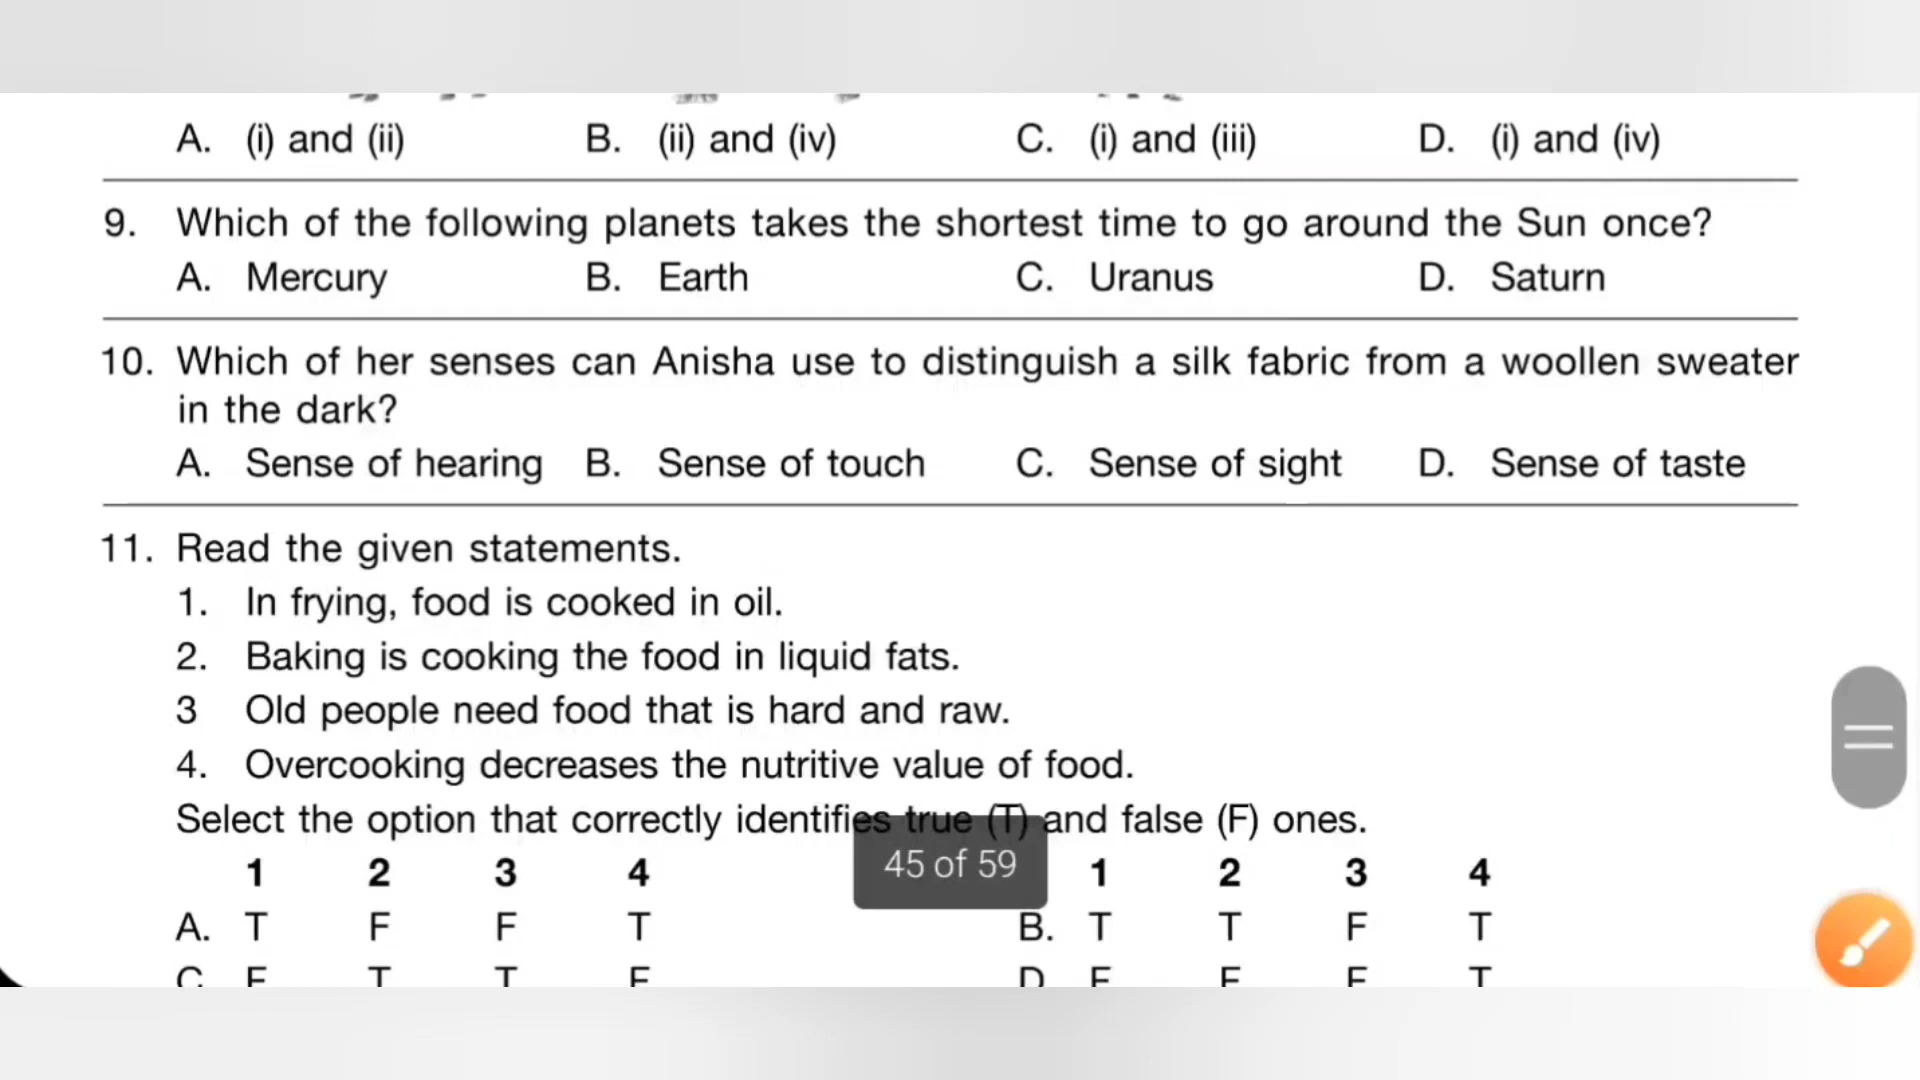 A. (i) and (ii) B. (ii) and (iv) C. (i) and (iii) D. (i) and (iv)
9. Which of the following planets takes the shortest time to go around the Sun once?
A. Mercury B. Earth C. Uranus D. Saturn
10. Which of her senses can Anisha use to distinguish a silk fabric from a woollen sweater
in the dark?
A. Sense of hearing B. Sense of touch C. Sense of sight D. Sense of taste
11. Read the given statements.
1. In frying, food is cooked in oil.
2. Baking is cooking the food in liquid fats.
3 Old people need food that is hard and raw.
4. Overcooking decreases the nutritive value of food.
Select the option that correctly identifies true (T) and false (F) ones.
45 of 59
1 2 3 4 1 2 3 4
A. T F F T B. T T F T
C F T T F D F F F T